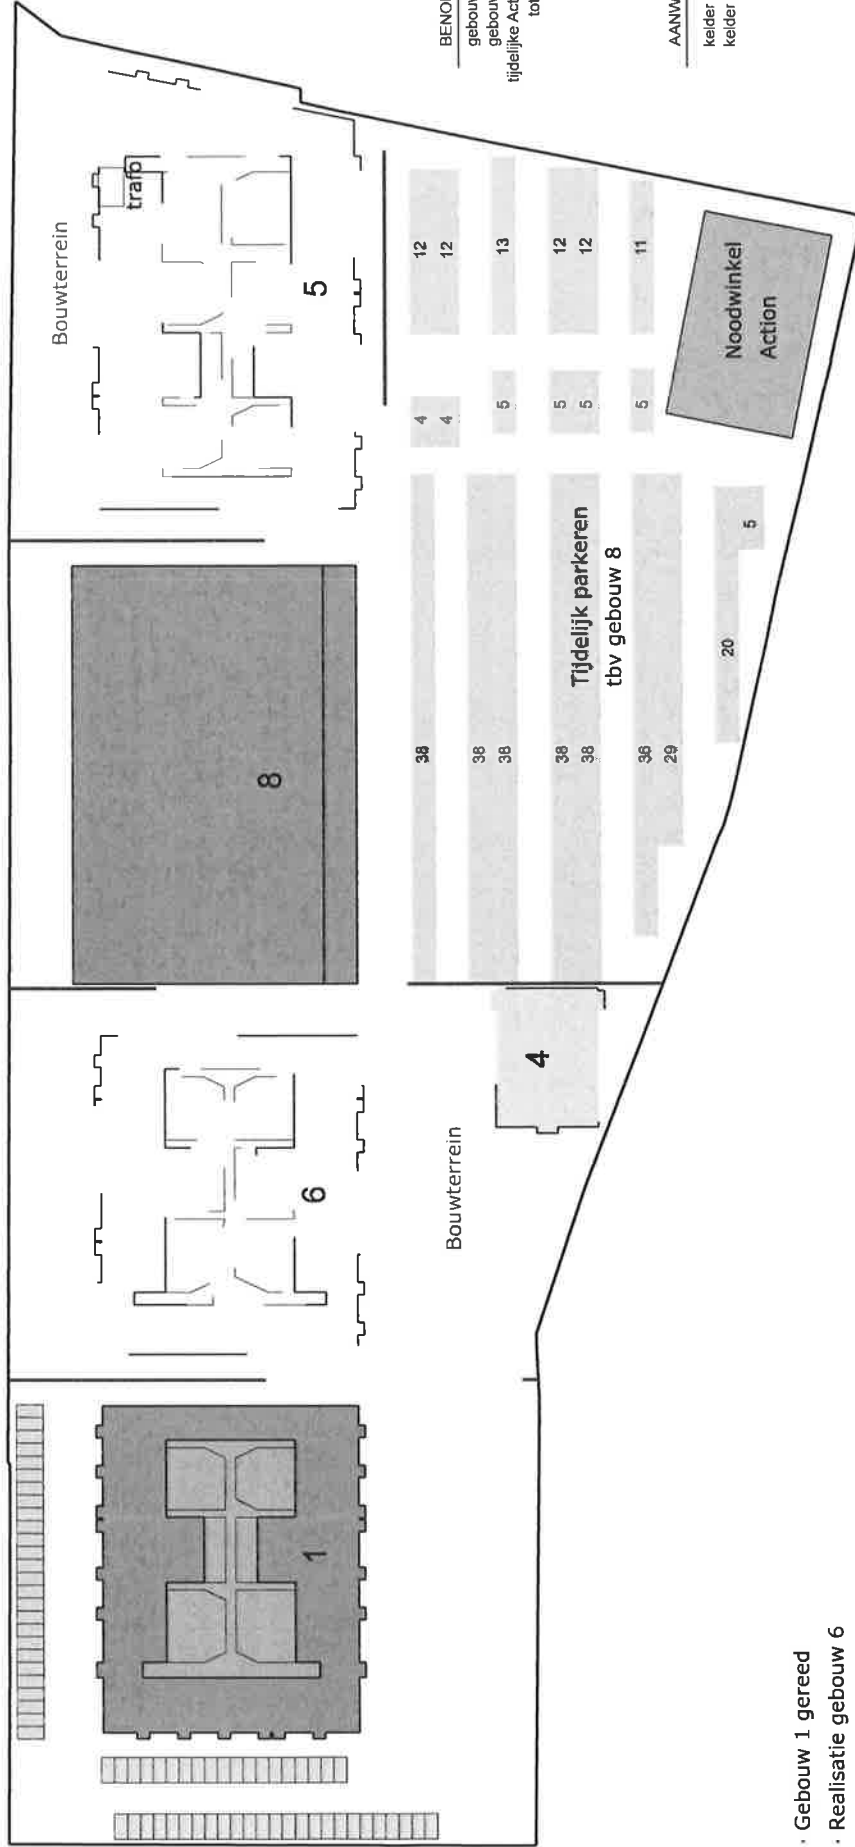 BENO
gebouw
gebouw
tijdelijke Act
tot
AANW
kelder
kelder
Bouwterrein
trafo
5
12
12
13
12
12
11
4
4
5
5
5
5
Noodwinkel
Action
8
38
38
38
38
38
36
29
20
5
Tijdelijk parkeren
tbv gebouw 8
6
Bouwterrein
4
1
· Gebouw 1 gereed
· Realisatie gebouw 6